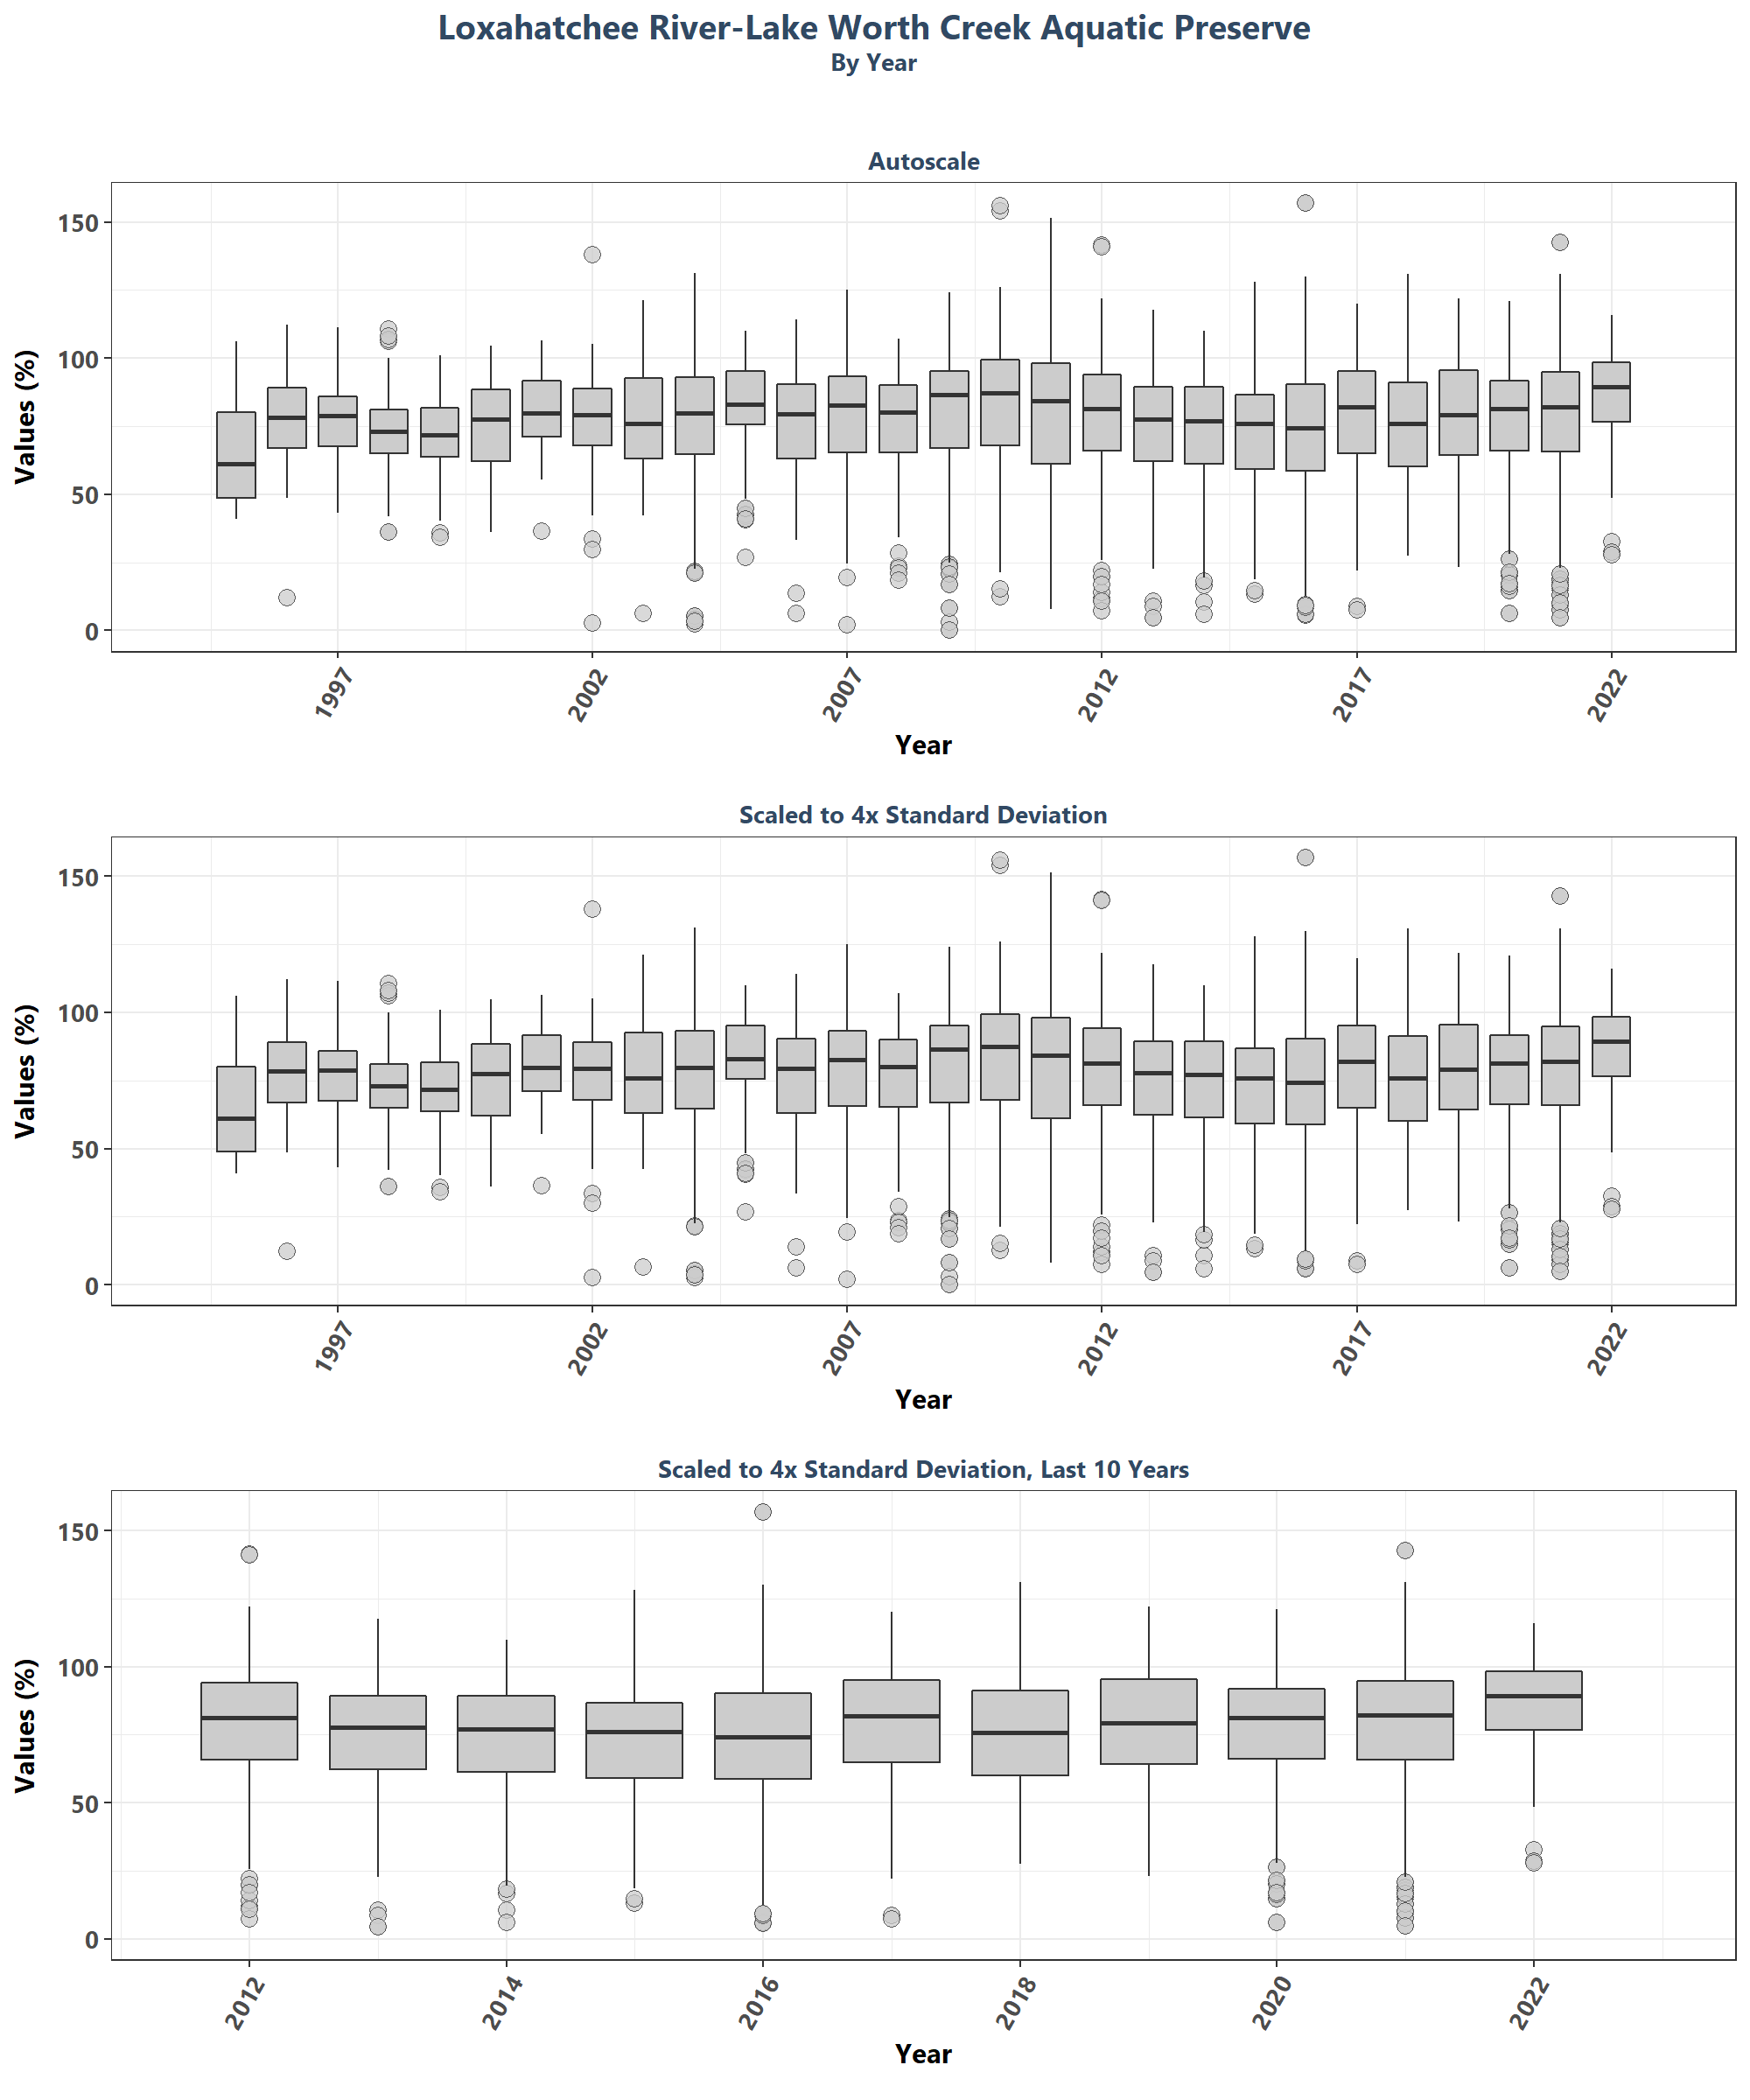 Loxahatchee River-Lake Worth Creek Aquatic Preserve
By Year
Autoscale
Values (%)
150
100
50
0
1997
2002
2007
2012
2017
2022
Year
Scaled to 4x Standard Deviation
Values (%)
150
100
50
0
1997
2002
2007
2012
2017
2022
Year
Scaled to 4x Standard Deviation, Last 10 Years
Values (%)
150
100
50
0
2012
2014
2016
2018
2020
2022
Year